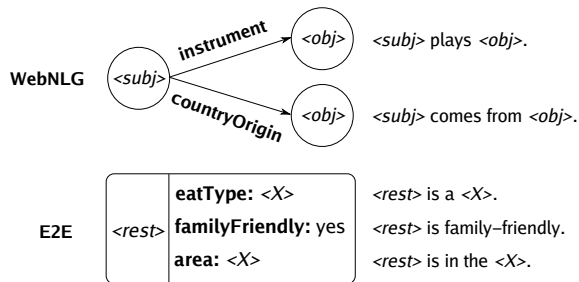 instrument
<obj>
<subj> plays <obj>.
WebNLG
<subj>
countryOrigin
<obj>
<subj> comes from <obj>.
E2E
<rest>
eatType: <X>
<rest> is a <X>.
familyFriendly: yes
<rest> is family–friendly.
area: <X>
<rest> is in the <X>.